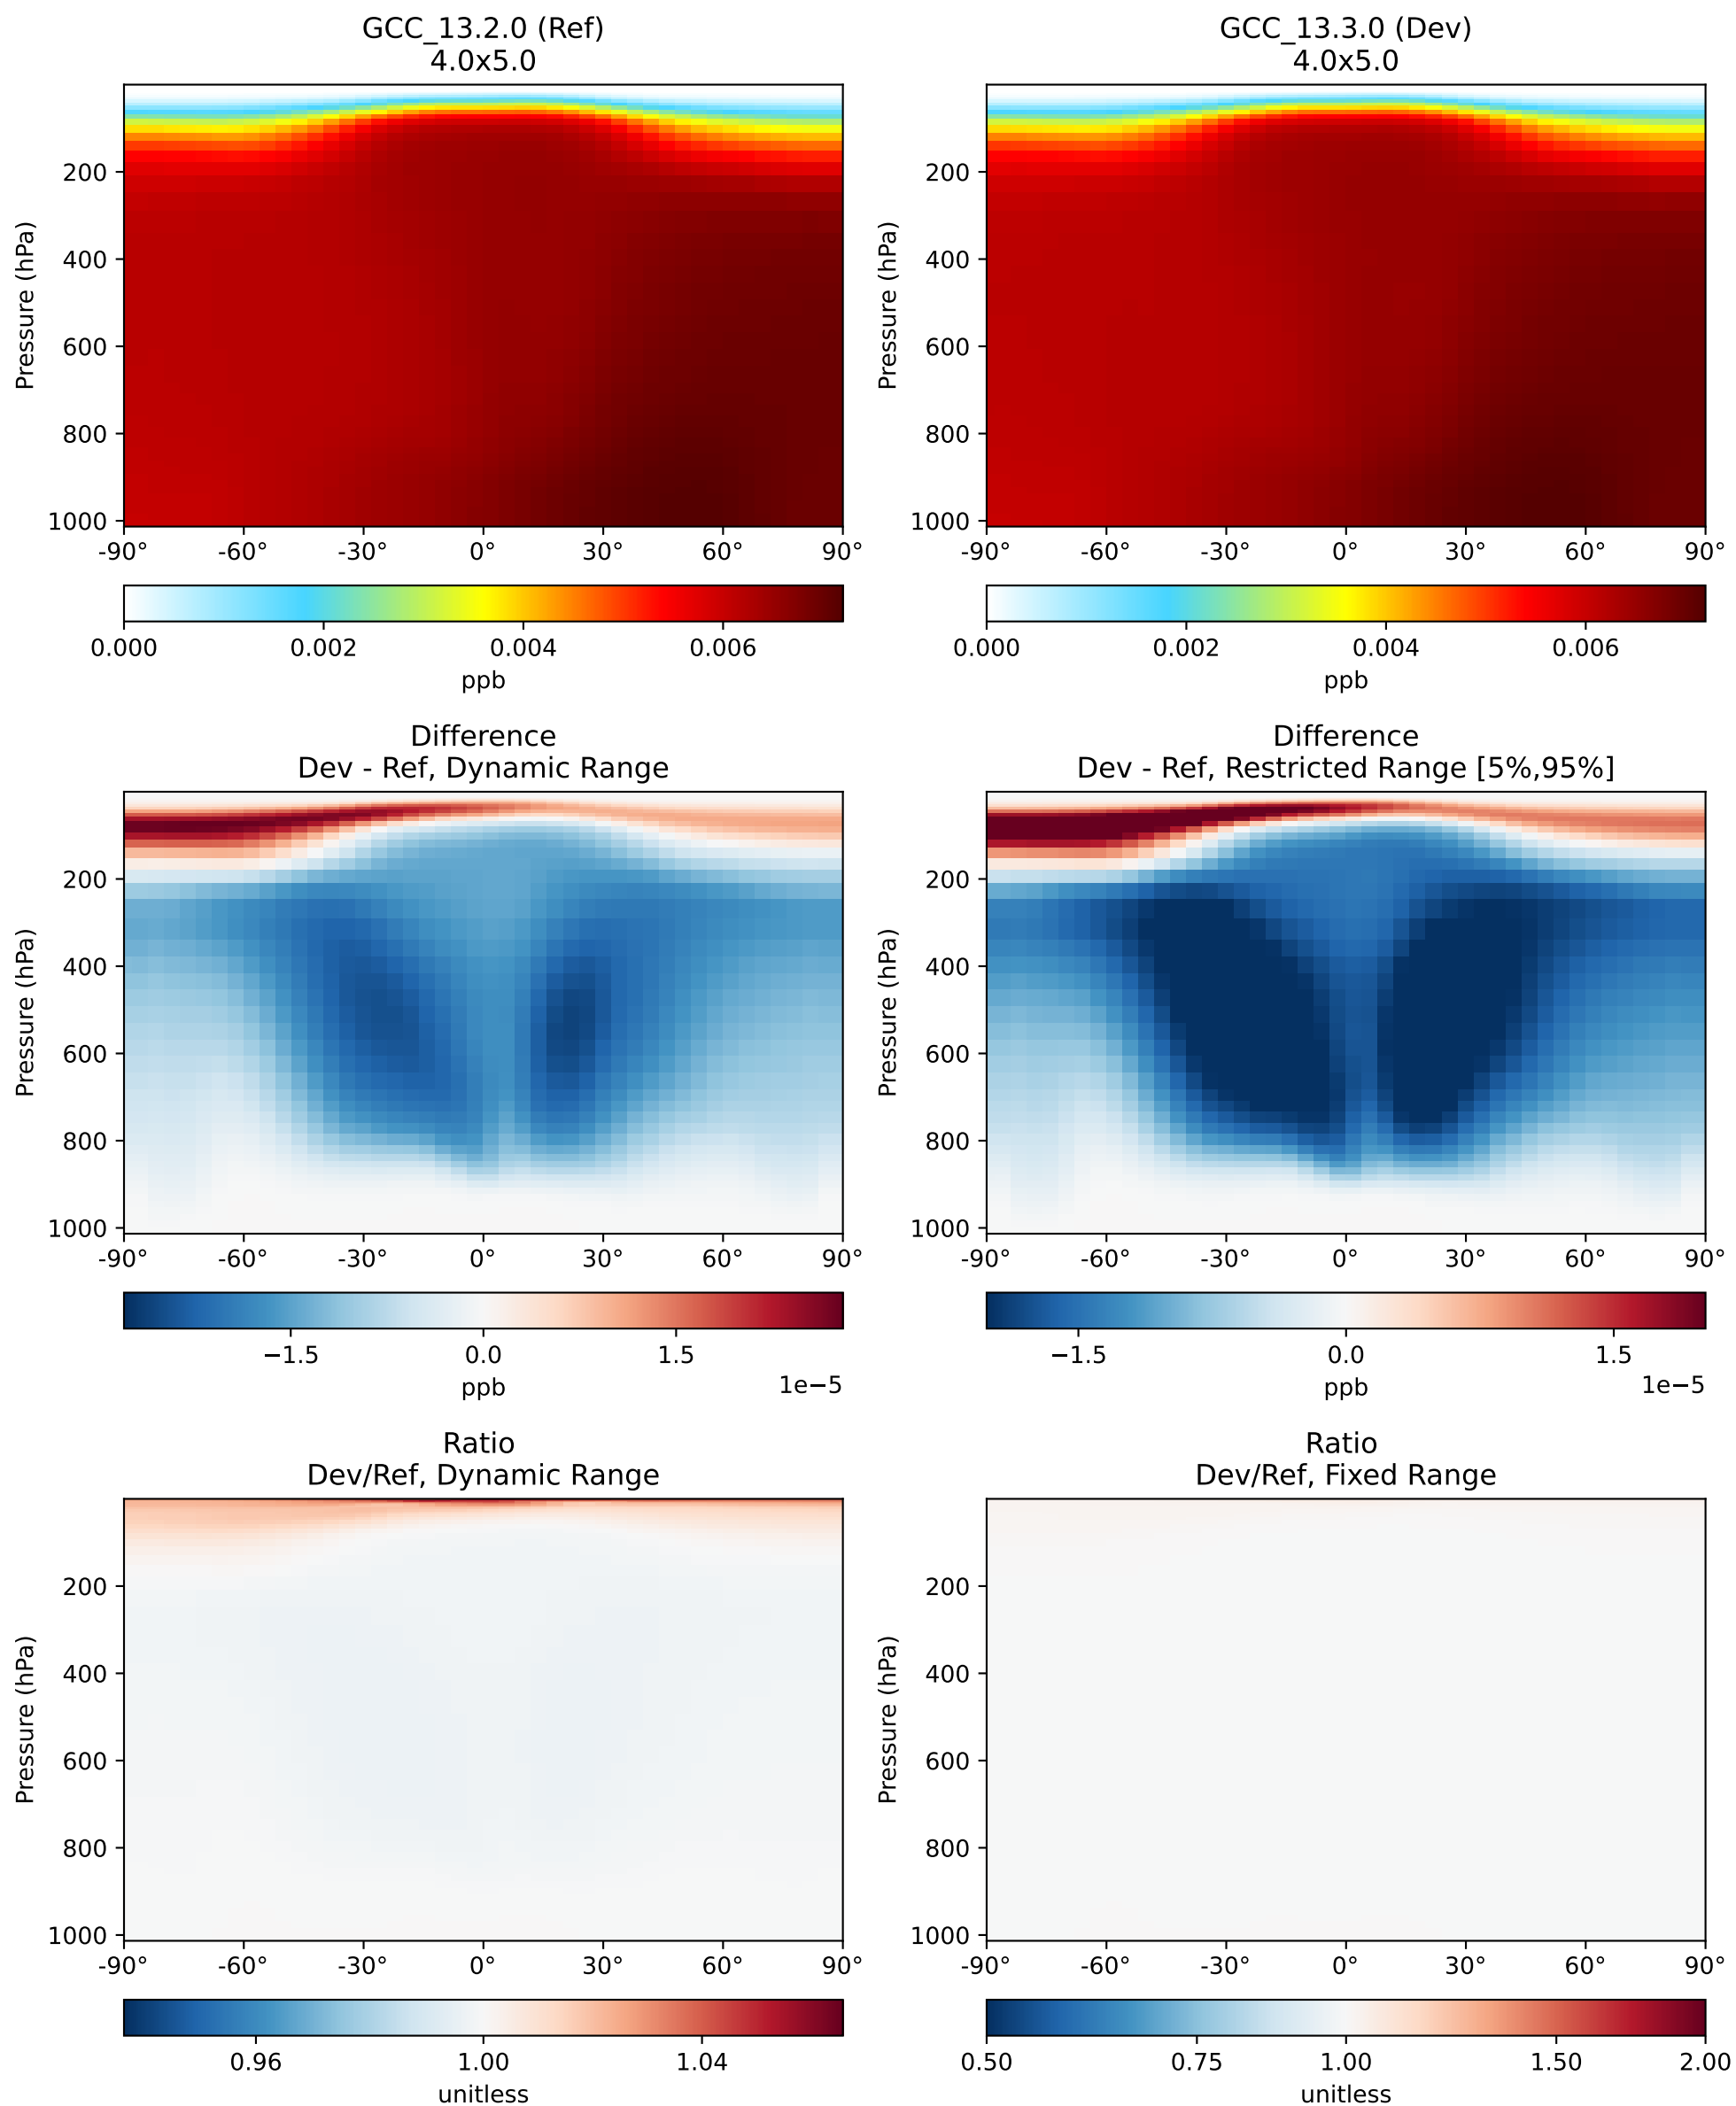 GCC_13.2.0 (Ref)
4.0x5.0
Pressure (hPa)
200
400
600
800
1000
-90° -60° -30° 0° 30° 60° 90°
0.000 0.002 0.004 0.006
ppb
GCC_13.3.0 (Dev)
4.0x5.0
Pressure (hPa)
200
400
600
800
1000
-90° -60° -30° 0° 30° 60° 90°
0.000 0.002 0.004 0.006
ppb
Difference
Dev - Ref, Dynamic Range
Pressure (hPa)
200
400
600
800
1000
-90° -60° -30° 0° 30° 60° 90°
−1.5 0.0 1.5
ppb 1e−5
Difference
Dev - Ref, Restricted Range [5%,95%]
Pressure (hPa)
200
400
600
800
1000
-90° -60° -30° 0° 30° 60° 90°
−1.5 0.0 1.5
ppb 1e−5
Ratio
Dev/Ref, Dynamic Range
Pressure (hPa)
200
400
600
800
1000
-90° -60° -30° 0° 30° 60° 90°
0.96 1.00 1.04
unitless
Ratio
Dev/Ref, Fixed Range
Pressure (hPa)
200
400
600
800
1000
-90° -60° -30° 0° 30° 60° 90°
0.50 0.75 1.00 1.50 2.00
unitless